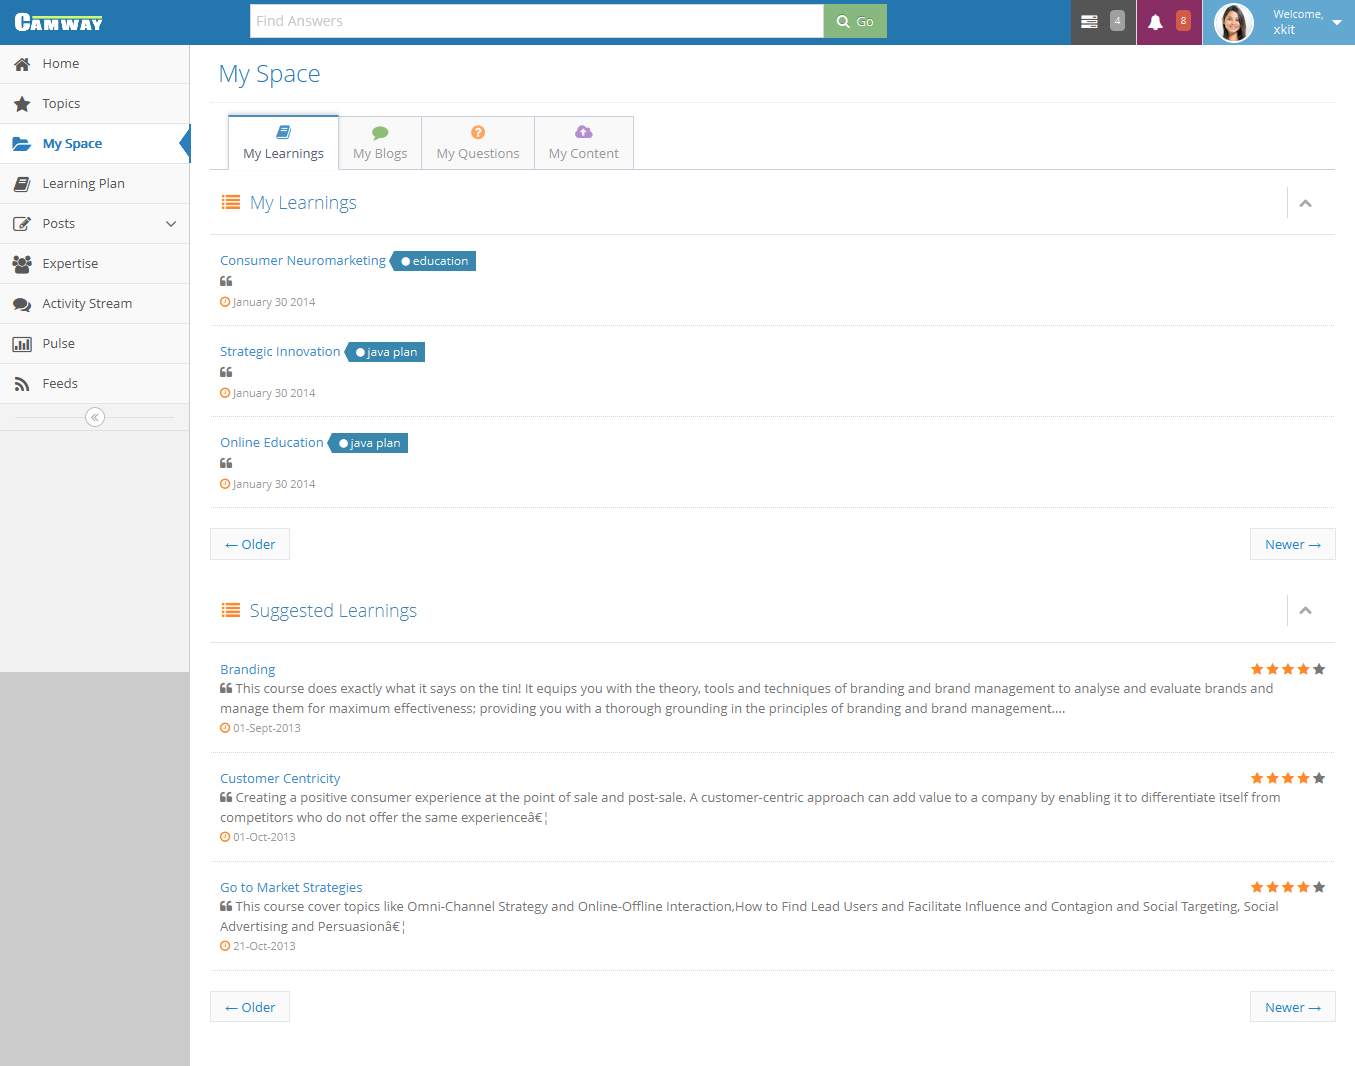 CAMWAY
Find Answers
Go
4
8
Welcome,
xkit
Home
Topics
My Space
Learning Plan
Posts
Expertise
Activity Stream
Pulse
Feeds
My Space
My Learnings
My Blogs
My Questions
My Content
My Learnings
Consumer Neuromarketing education
January 30 2014
Strategic Innovation java plan
January 30 2014
Online Education java plan
January 30 2014
← Older
Newer →
Suggested Learnings
Branding
This course does exactly what it says on the tin! It equips you with the theory, tools and techniques of branding and brand management to analyse and evaluate brands and
manage them for maximum effectiveness; providing you with a thorough grounding in the principles of branding and brand management....
01-Sept-2013
Customer Centricity
Creating a positive consumer experience at the point of sale and post-sale. A customer-centric approach can add value to a company by enabling it to differentiate itself from
competitors who do not offer the same experienceâ€¦
01-Oct-2013
Go to Market Strategies
This course cover topics like Omni-Channel Strategy and Online-Offline Interaction,How to Find Lead Users and Facilitate Influence and Contagion and Social Targeting, Social
Advertising and Persuasionâ€¦
21-Oct-2013
← Older
Newer →